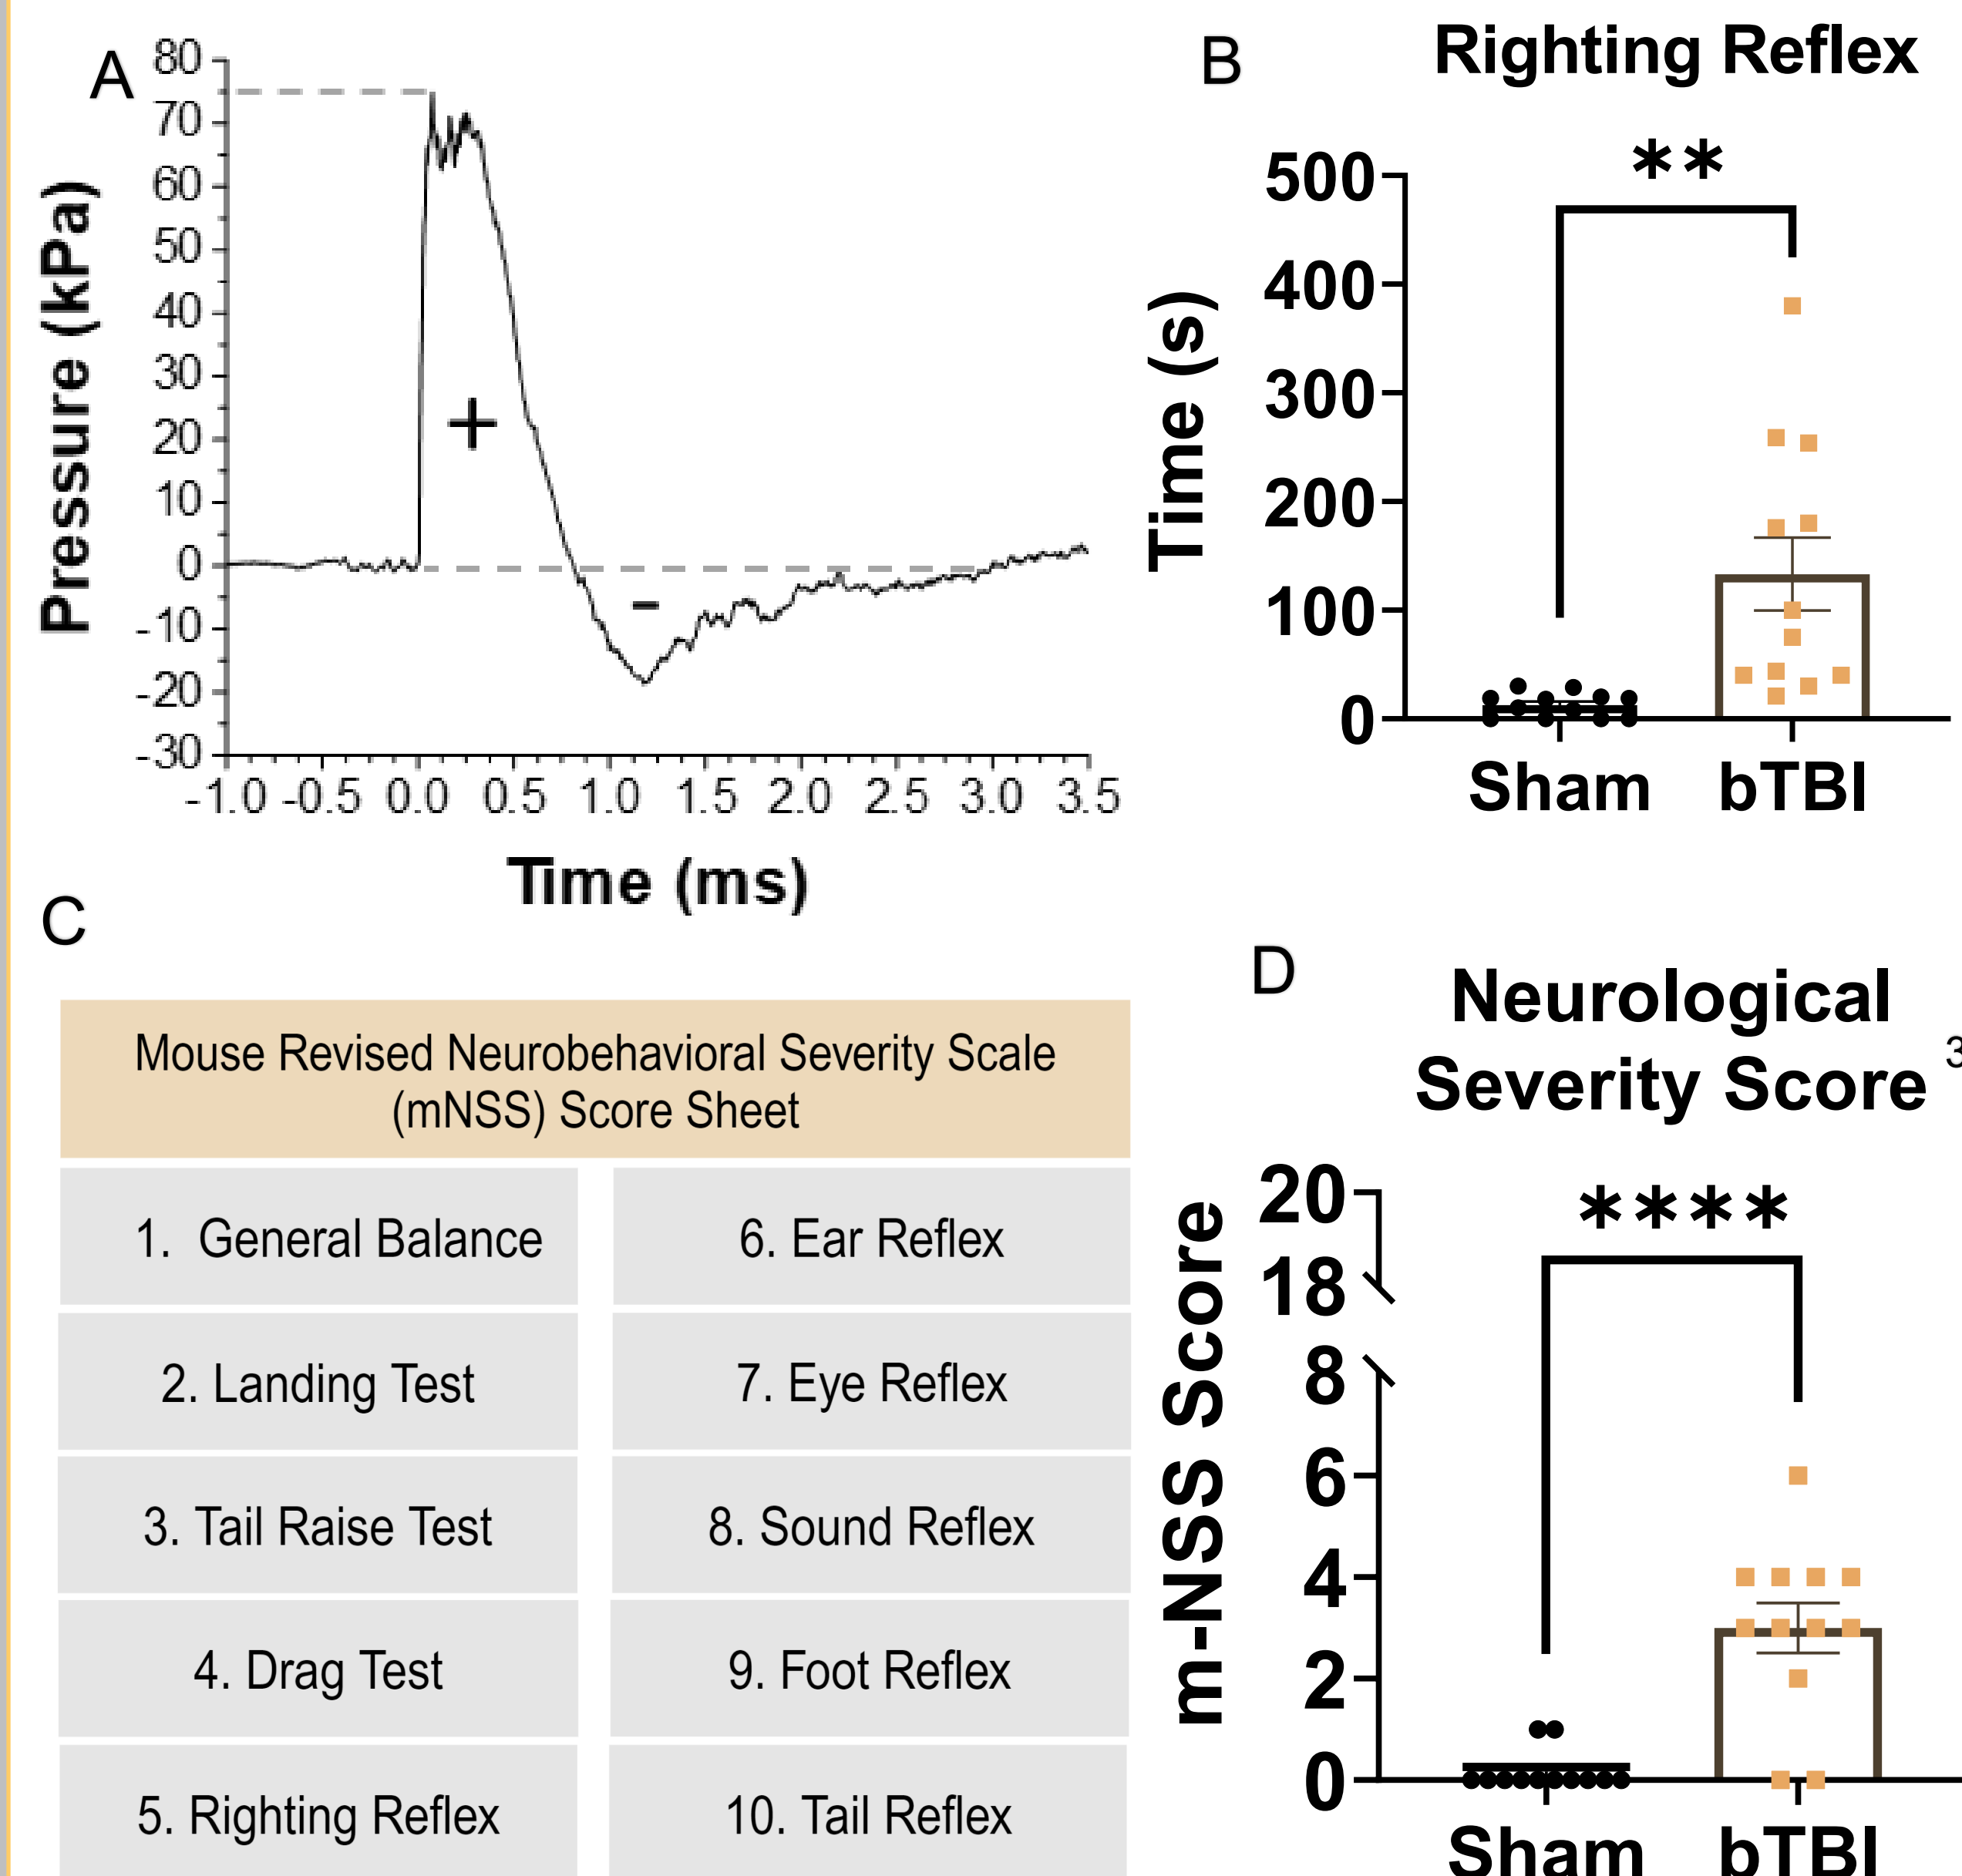 A
80
70
60
50
40
30
20
10
0
-10
-20
-30
Pressure (kPa)
+
-
-1.0 -0.5 0.0 0.5 1.0 1.5 2.0 2.5 3.0 3.5
Time (ms)
B
Righting Reflex
**
500
400
300
200
100
0
Time (s)
Sham bTBI
C
Mouse Revised Neurobehavioral Severity Scale
(mNSS) Score Sheet
1. General Balance
6. Ear Reflex
2. Landing Test
7. Eye Reflex
3. Tail Raise Test
8. Sound Reflex
4. Drag Test
9. Foot Reflex
5. Righting Reflex
10. Tail Reflex
D
Neurological
Severity Score 3
****
20
18
8
6
4
2
0
m-NSS Score
Sham bTBI